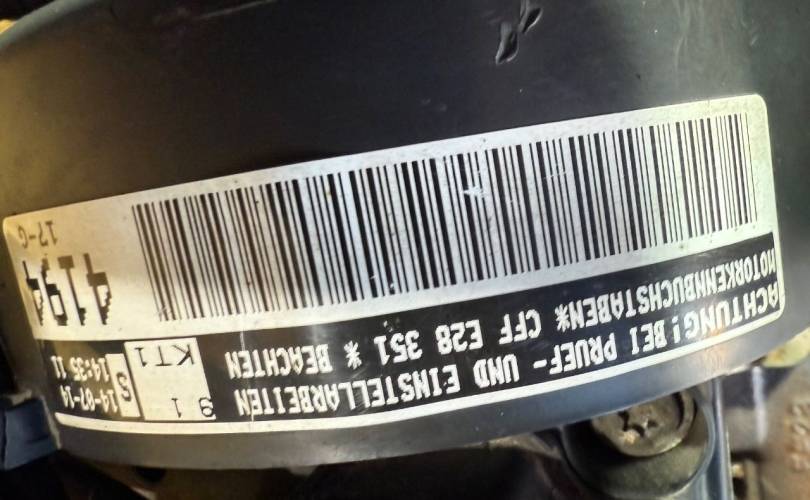 ACHTUNG! BEI PRUEF- UND EINSTELLARBEITEN
MOTORKENNBUCHSTABEN* CFF E28 351 * BEACHTEN
9 1
KT1
S
14-07-14
14:35 11
4194
17-G